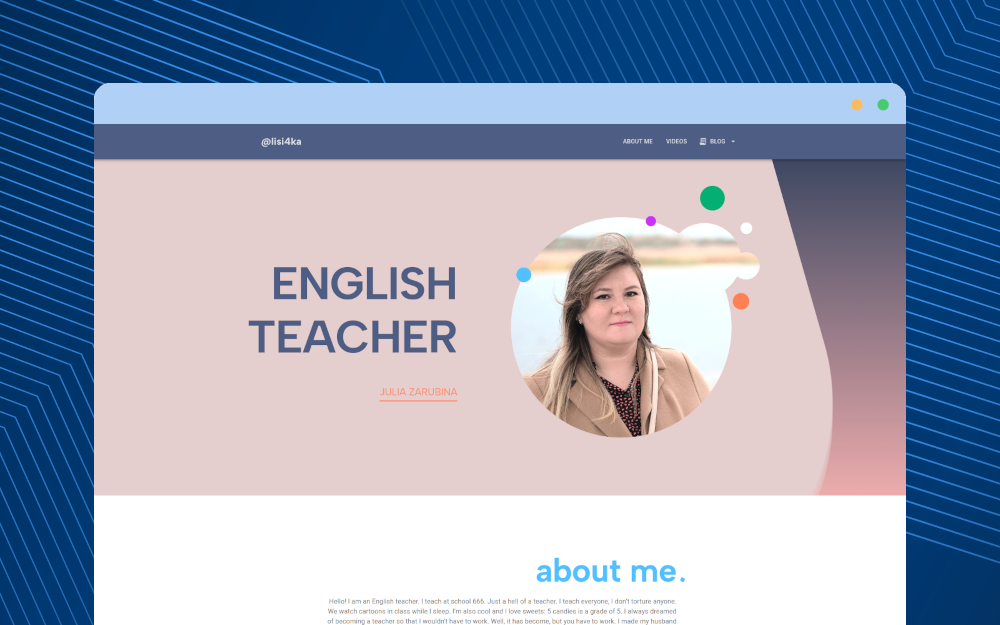 @lisi4ka
ABOUT ME VIDEOS BLOG
ENGLISH
TEACHER
JULIA ZARUBINA
about me.
Hello! I am an English teacher. I teach at school 666. Just a hell of a teacher. I teach everyone, I don't torture anyone.
We watch cartoons in class while I sleep. I'm also cool and I love sweets: 5 candies is a grade of 5. I always dreamed
of becoming a teacher so that I wouldn't have to work. Well, it has become, but you have to work. I made my husband